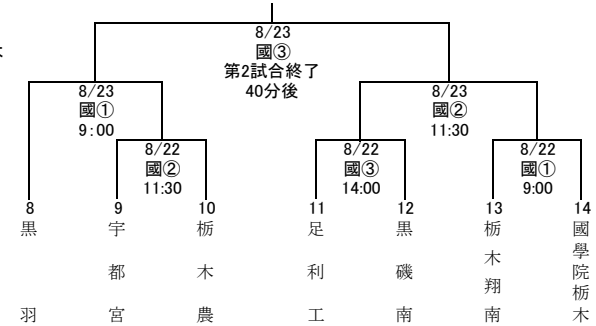 8/23
國③
第2試合終了
40分後
8/23
國①
9:00
8/23
國②
11:30
8/22
國②
11:30
8/22
國③
14:00
8/22
國①
9:00
8
9
10
11
12
13
14
黒羽
宇都宮
栃木農
足利工
黒磯南
栃木翔南
國學院栃木